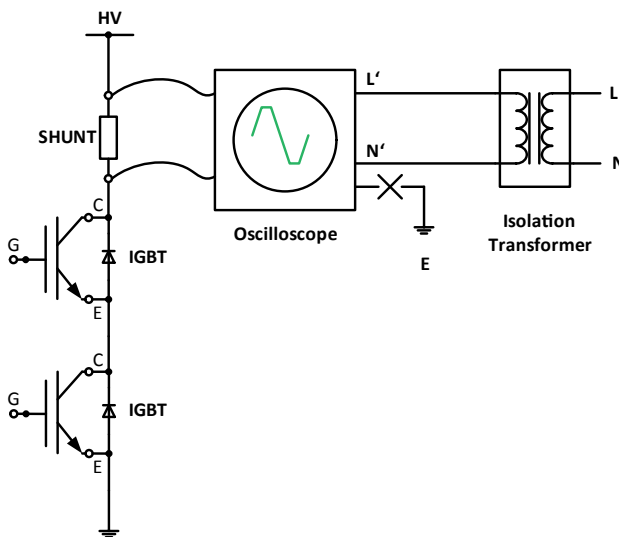 HV
L‘
L
SHUNT
N‘
N
C
Oscilloscope
Isolation
Transformer
G
IGBT
E
E
C
G
IGBT
E